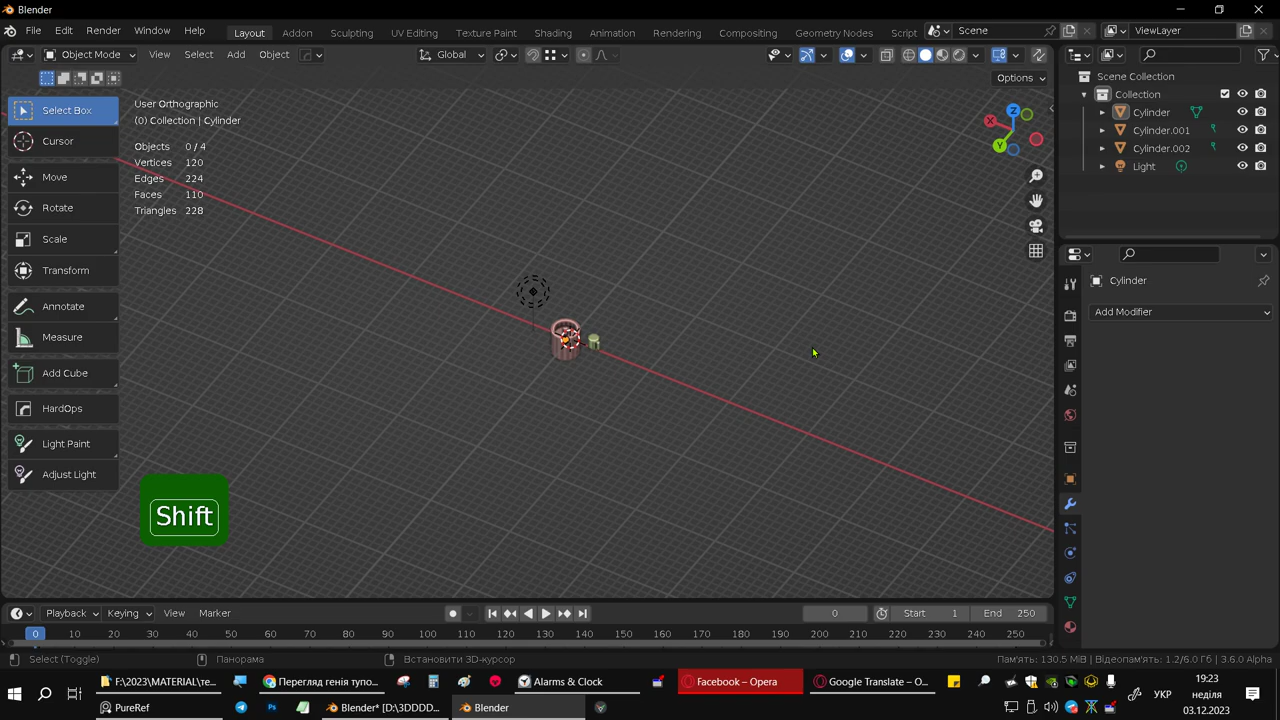 Blender
File Edit Render Window Help
Layout Addon Sculpting UV Editing Texture Paint Shading Animation Rendering Compositing Geometry Nodes Script
Scene ViewLayer
Object Mode View Select Add Object Global
Options
Select Box
Cursor
Move
Rotate
Scale
Transform
Annotate
Measure
Add Cube
HardOps
Light Paint
Adjust Light
User Orthographic
(0) Collection | Cylinder
Objects 0/4
Vertices 120
Edges 224
Faces 110
Triangles 228
Z
X
Y
Shift
Scene Collection
Collection
Cylinder
Cylinder.001
Cylinder.002
Light
Cylinder
Add Modifier
Playback Keying View Marker 0 Start 1 End 250
0 10 20 30 40 50 60 70 80 90 100 110 120 130 140 150 160 170 180 190 200 210 220 230 240 250
Select (Toggle) Панорама Встановити 3D-курсор Пам'ять: 130.5 MiB | Відеопам'ять: 1.2/6.0 Гб | 3.6.0 Alpha
F:\2023\MATERIAL\те... Перегляд генія тупо... Alarms & Clock Facebook – Opera Google Translate – O...
PureRef Blender* [D:\3DDDD... Blender
УКР
19:23
неділя
03.12.2023